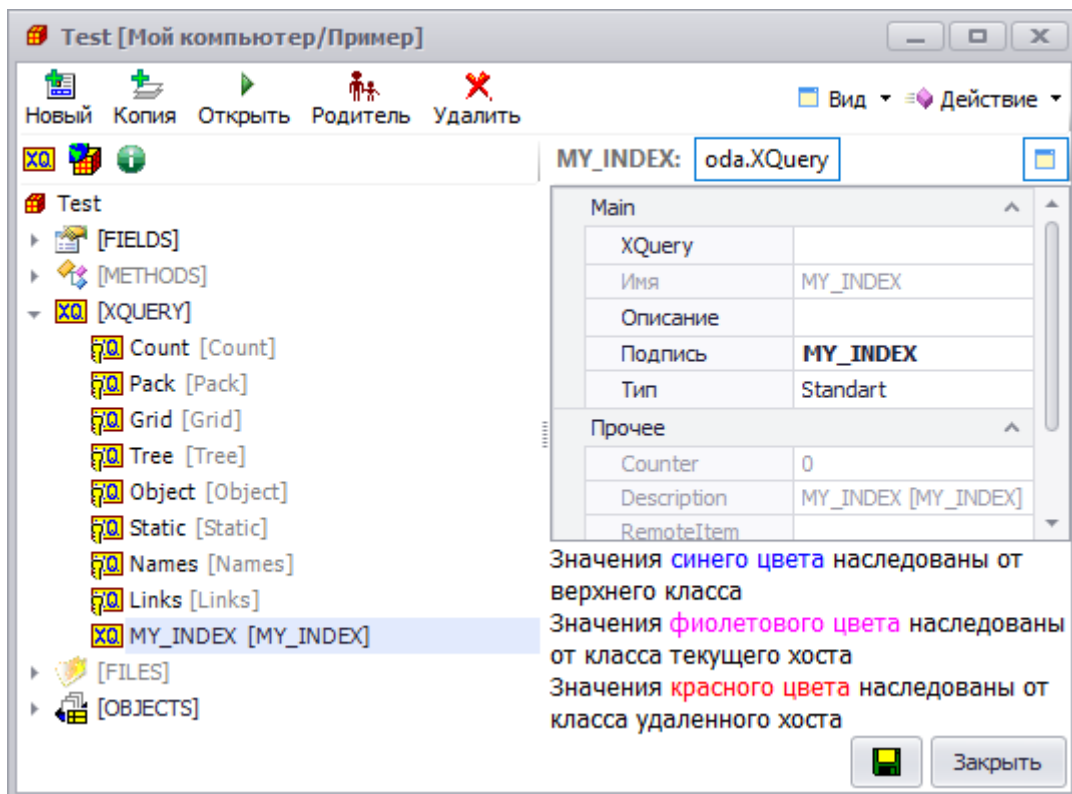 Test [Мой компьютер/Пример]
Новый Копия Открыть Родитель Удалить
Вид Действие
XQ
MY_INDEX: oda.XQuery
Test
[FIELDS]
[METHODS]
XQ [XQUERY]
Count [Count]
Pack [Pack]
Grid [Grid]
Tree [Tree]
Object [Object]
Static [Static]
Names [Names]
Links [Links]
XQ MY_INDEX [MY_INDEX]
[FILES]
[OBJECTS]
Main
XQuery
Имя MY_INDEX
Описание
Подпись MY_INDEX
Тип Standart
Прочее
Counter 0
Description MY_INDEX [MY_INDEX]
RemoteItem
Значения синего цвета наследованы от
верхнего класса
Значения фиолетового цвета наследованы
от класса текущего хоста
Значения красного цвета наследованы от
класса удаленного хоста
Закрыть